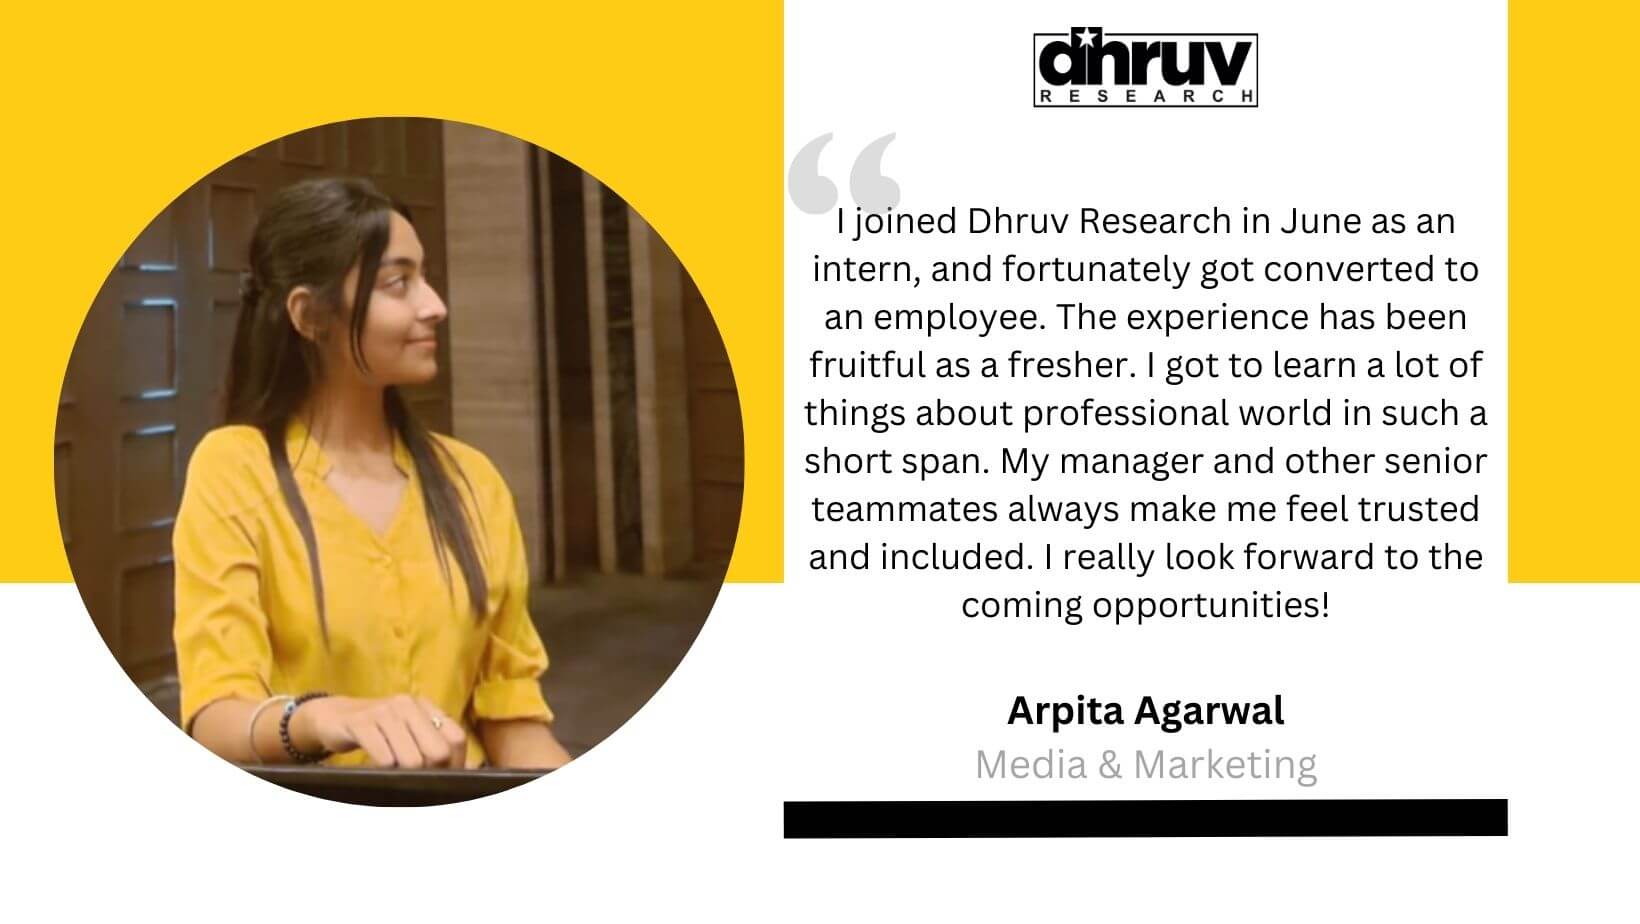 dhruv
RESEARCH
“
I joined Dhruv Research in June as an
intern, and fortunately got converted to
an employee. The experience has been
fruitful as a fresher. I got to learn a lot of
things about professional world in such a
short span. My manager and other senior
teammates always make me feel trusted
and included. I really look forward to the
coming opportunities!
Arpita Agarwal
Media & Marketing